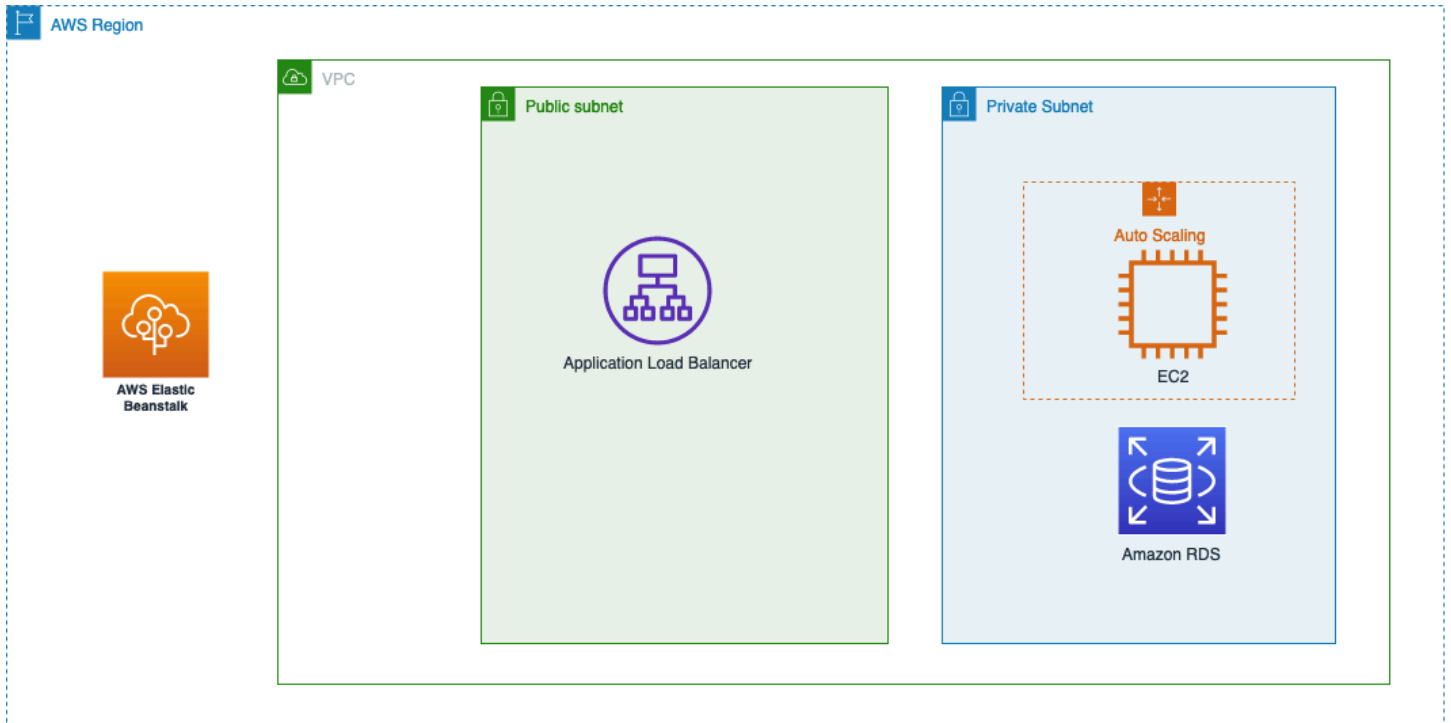 AWS Region
VPC
Public subnet
Private Subnet
Auto Scaling
EC2
Application Load Balancer
AWS Elastic
Beanstalk
Amazon RDS